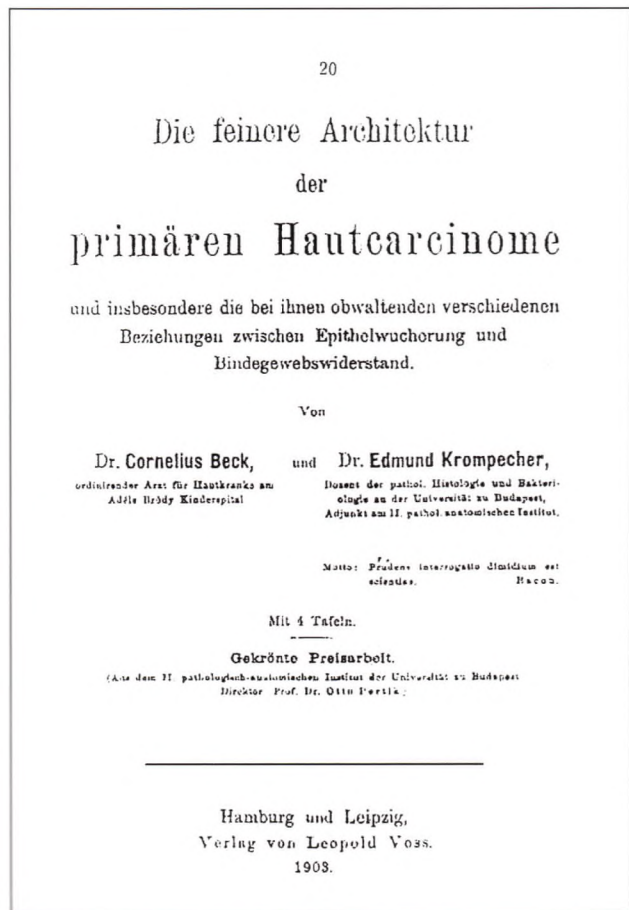 20
Die feinere Architektur
der
primären Hautcarcinome
und insbesondere die bei ihnen obwaltenden verschiedenen
Beziehungen zwischen Epithelwucherung und
Bindegewebswiderstand.
Von
Dr. Cornelius Beck, und Dr. Edmund Krompecher,
ordinirender Arzt für Hautkranke am
Adèle Bródy Kinderspital
Dosent der pathol. Histologie und Bakteri-
ologie an der Universität zu Budapest,
Adjunkt am II. pathol. anatomischen Institut.
Motto: Prudens interrogatio dimidium est
scientiae. Bacon.
Mit 4 Tafeln.
Gekrönte Preisarbeit.
(Aus dem II. pathologisch-anatomischen Institut der Universität zu Budapest
Direktor Prof. Dr. Otto Pertik)
Hamburg und Leipzig,
Verlag von Leopold Voss.
1903.